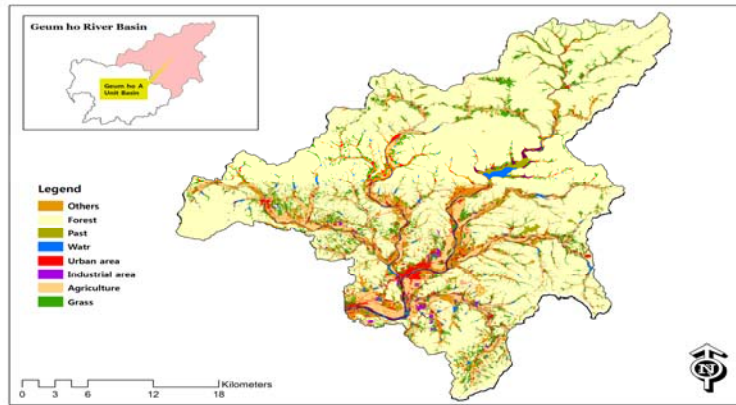 Geum ho River Basin
Geum ho A
Unit Basin
Legend
Others
Forest
Past
Watr
Urban area
Industrial area
Agriculture
Grass
Kilometers
0 3 6 12 18
N